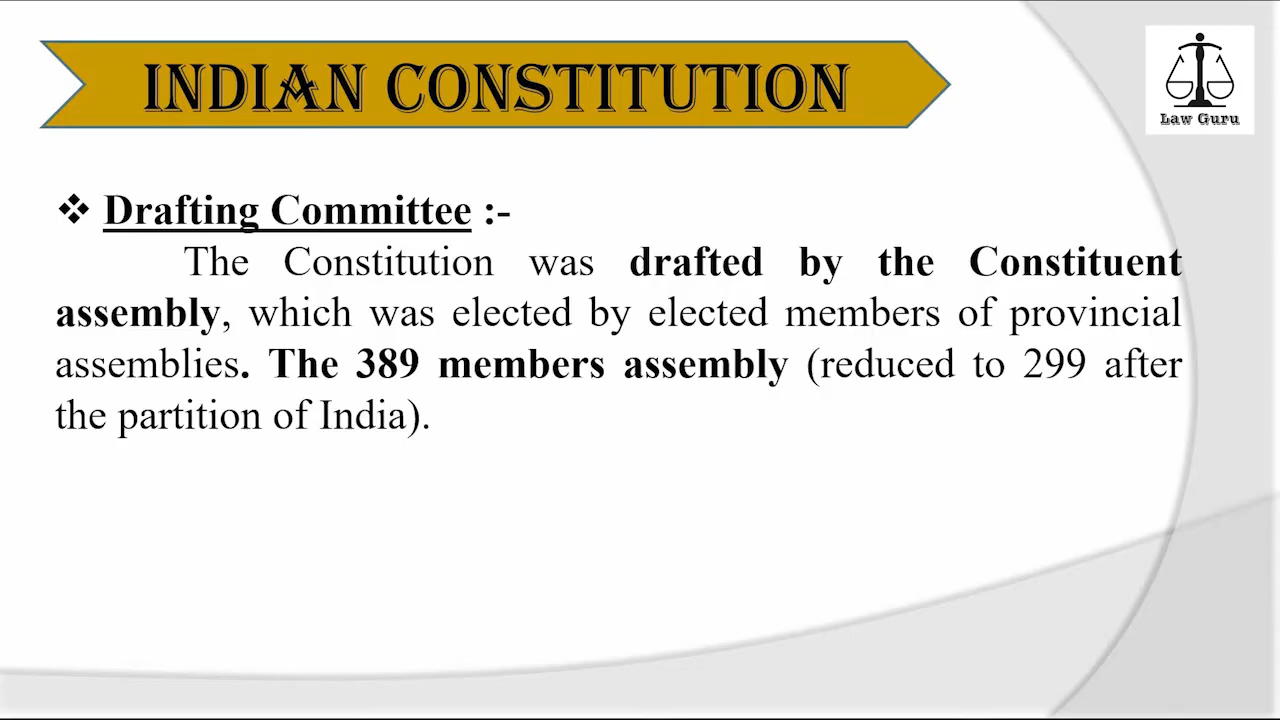 INDIAN CONSTITUTION
Law Guru
❖ Drafting Committee :-
The Constitution was drafted by the Constituent
assembly, which was elected by elected members of provincial
assemblies. The 389 members assembly (reduced to 299 after
the partition of India).